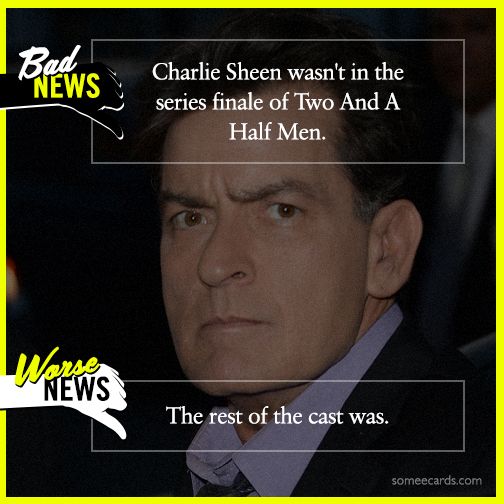 Bad
NEWS
Charlie Sheen wasn't in the
series finale of Two And A
Half Men.
Worse
NEWS
The rest of the cast was.
someecards.com